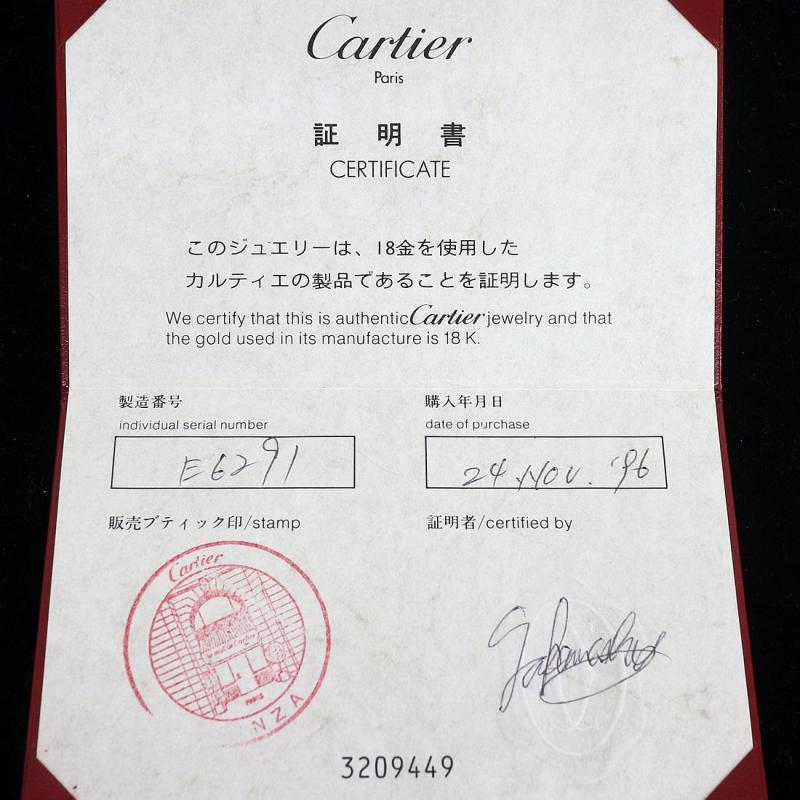 Cartier
Paris
証明書
CERTIFICATE
このジュエリーは、18金を使用した
カルティエの製品であることを証明します。
We certify that this is authentic Cartier jewelry and that
the gold used in its manufacture is 18 K.
製造番号
individual serial number
E6291
購入年月日
date of purchase
24 NOV. '96
販売ブティック印/stamp
証明者/certified by
Cartier
PARIS
NZA
3209449